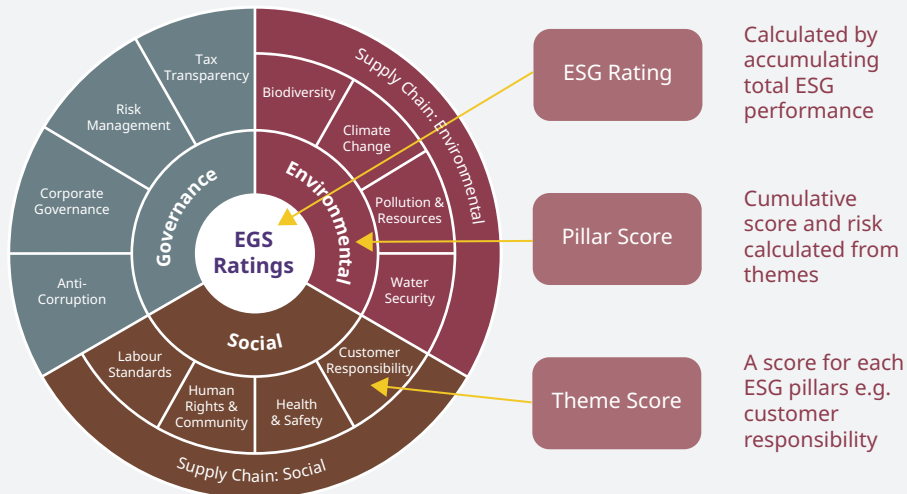 Tax
Transparency
Risk
Management
Corporate
Governance
Anti-
Corruption
Governance
Supply Chain: Environmental
Biodiversity
Climate
Change
Pollution &
Resources
Water
Security
Environmental
EGS
Ratings
Social
Labour
Standards
Human
Rights &
Community
Health
& Safety
Customer
Responsibility
Supply Chain: Social
ESG Rating
Calculated by
accumulating
total ESG
performance
Pillar Score
Cumulative
score and risk
calculated from
themes
Theme Score
A score for each
ESG pillars e.g.
customer
responsibility